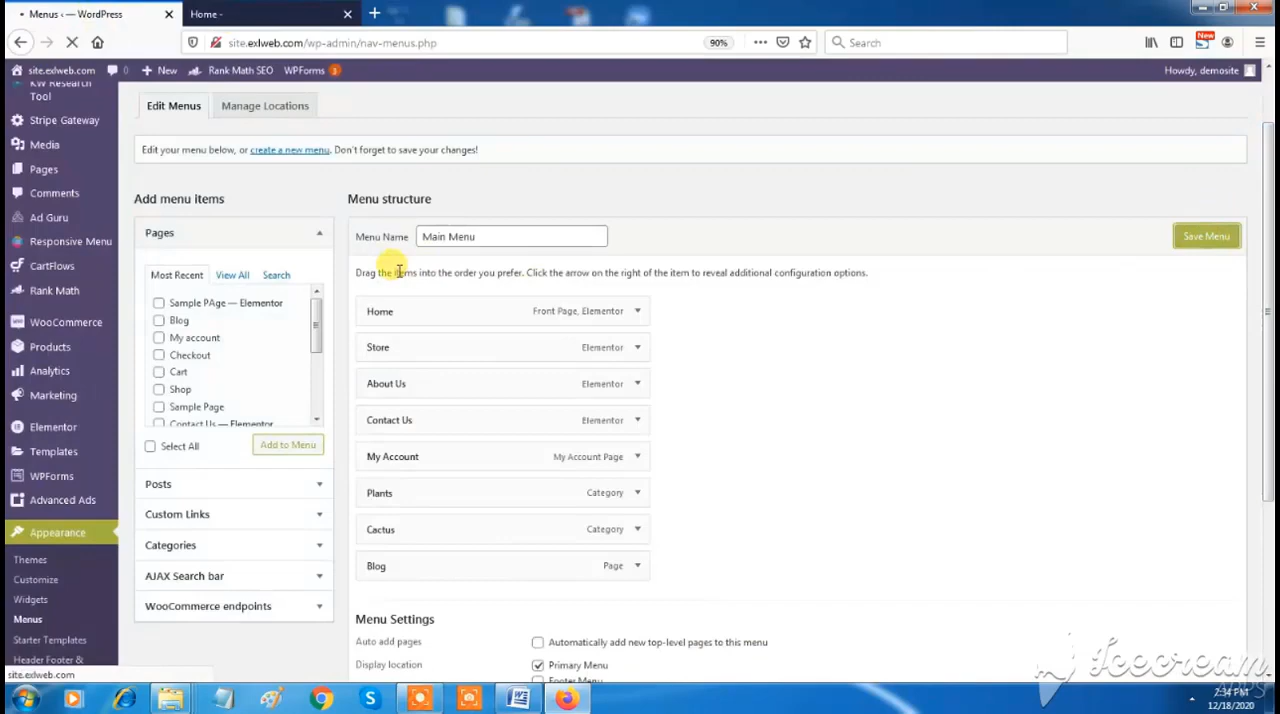 Menus ‹ — WordPress
Home -
site.exlweb.com/wp-admin/nav-menus.php
90%
Search
New
site.exlweb.com 0 New Rank Math SEO WPForms 3
Howdy, demosite
KW Research
Tool
Stripe Gateway
Media
Pages
Comments
Ad Guru
Responsive Menu
CartFlows
Rank Math
WooCommerce
Products
Analytics
Marketing
Elementor
Templates
WPForms
Advanced Ads
Appearance
Themes
Customize
Widgets
Menus
Starter Templates
Header Footer &
site.exlweb.com
Edit Menus
Manage Locations
Edit your menu below, or create a new menu. Don't forget to save your changes!
Add menu items
Pages
Most Recent View All Search
Sample PAge — Elementor
Blog
My account
Checkout
Cart
Shop
Sample Page
Contact Us — Elementor
Select All
Add to Menu
Posts
Custom Links
Categories
AJAX Search bar
WooCommerce endpoints
Menu structure
Menu Name Main Menu
Save Menu
Drag the items into the order you prefer. Click the arrow on the right of the item to reveal additional configuration options.
Home Front Page, Elementor
Store Elementor
About Us Elementor
Contact Us Elementor
My Account My Account Page
Plants Category
Cactus Category
Blog Page
Menu Settings
Auto add pages Automatically add new top-level pages to this menu
Display location Primary Menu
Footer Menu
Icecream
APPS
2:34 PM
12/18/2020